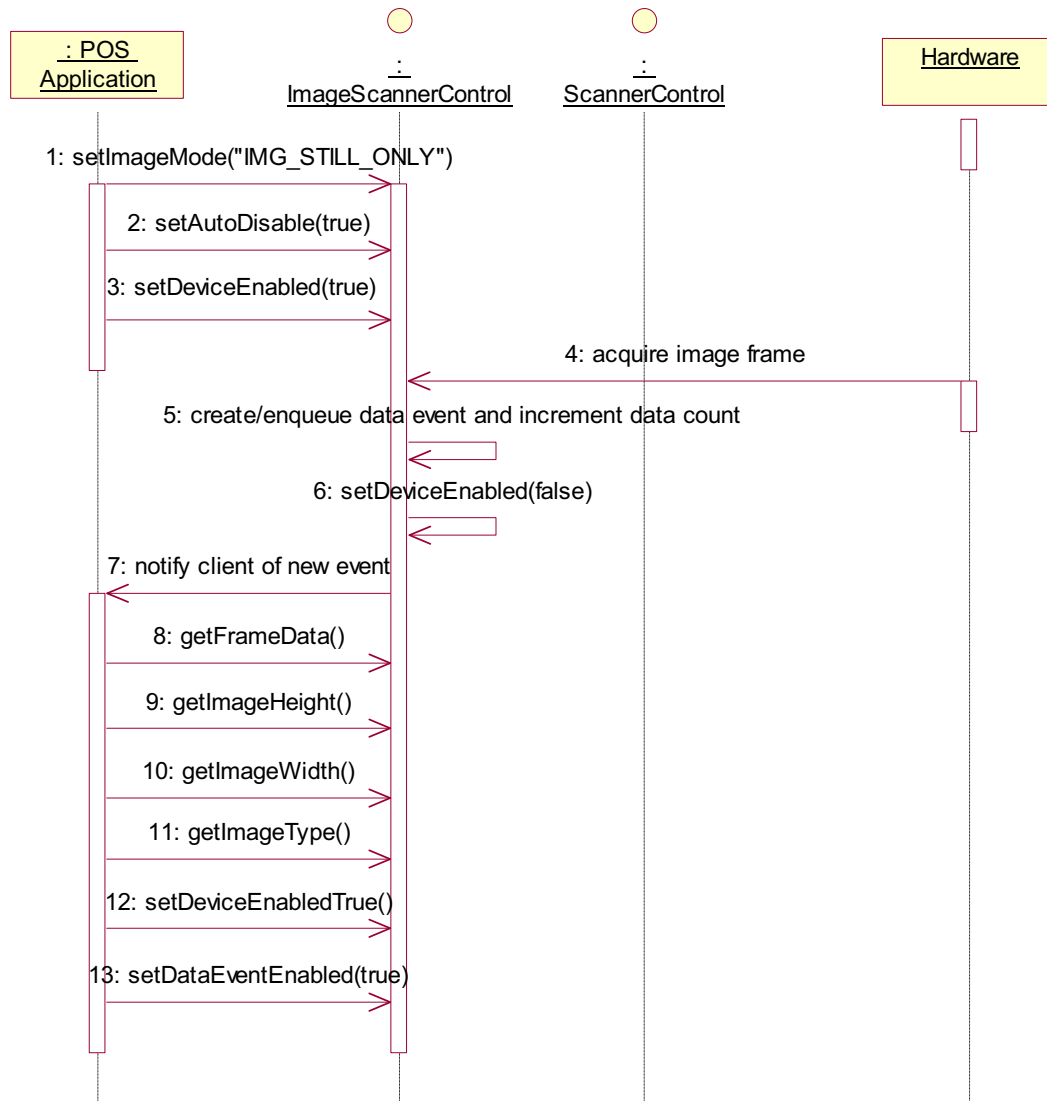 : POS
Application
:
ImageScannerControl
:
ScannerControl
Hardware
1: setImageMode("IMG_STILL_ONLY")
2: setAutoDisable(true)
3: setDeviceEnabled(true)
4: acquire image frame
5: create/enqueue data event and increment data count
6: setDeviceEnabled(false)
7: notify client of new event
8: getFrameData()
9: getImageHeight()
10: getImageWidth()
11: getImageType()
12: setDeviceEnabledTrue()
13: setDataEventEnabled(true)